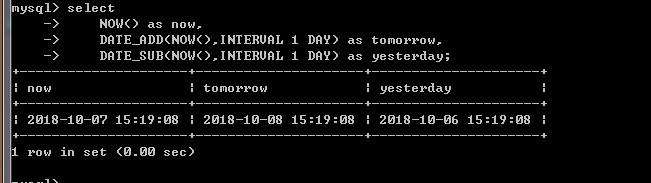 mysql> select
    ->     NOW() as now,
    ->     DATE_ADD(NOW(),INTERVAL 1 DAY) as tomorrow,
    ->     DATE_SUB(NOW(),INTERVAL 1 DAY) as yesterday;
+---------------------+---------------------+---------------------+
| now                 | tomorrow            | yesterday           |
+---------------------+---------------------+---------------------+
| 2018-10-07 15:19:08 | 2018-10-08 15:19:08 | 2018-10-06 15:19:08 |
+---------------------+---------------------+---------------------+
1 row in set (0.00 sec)
mysql>